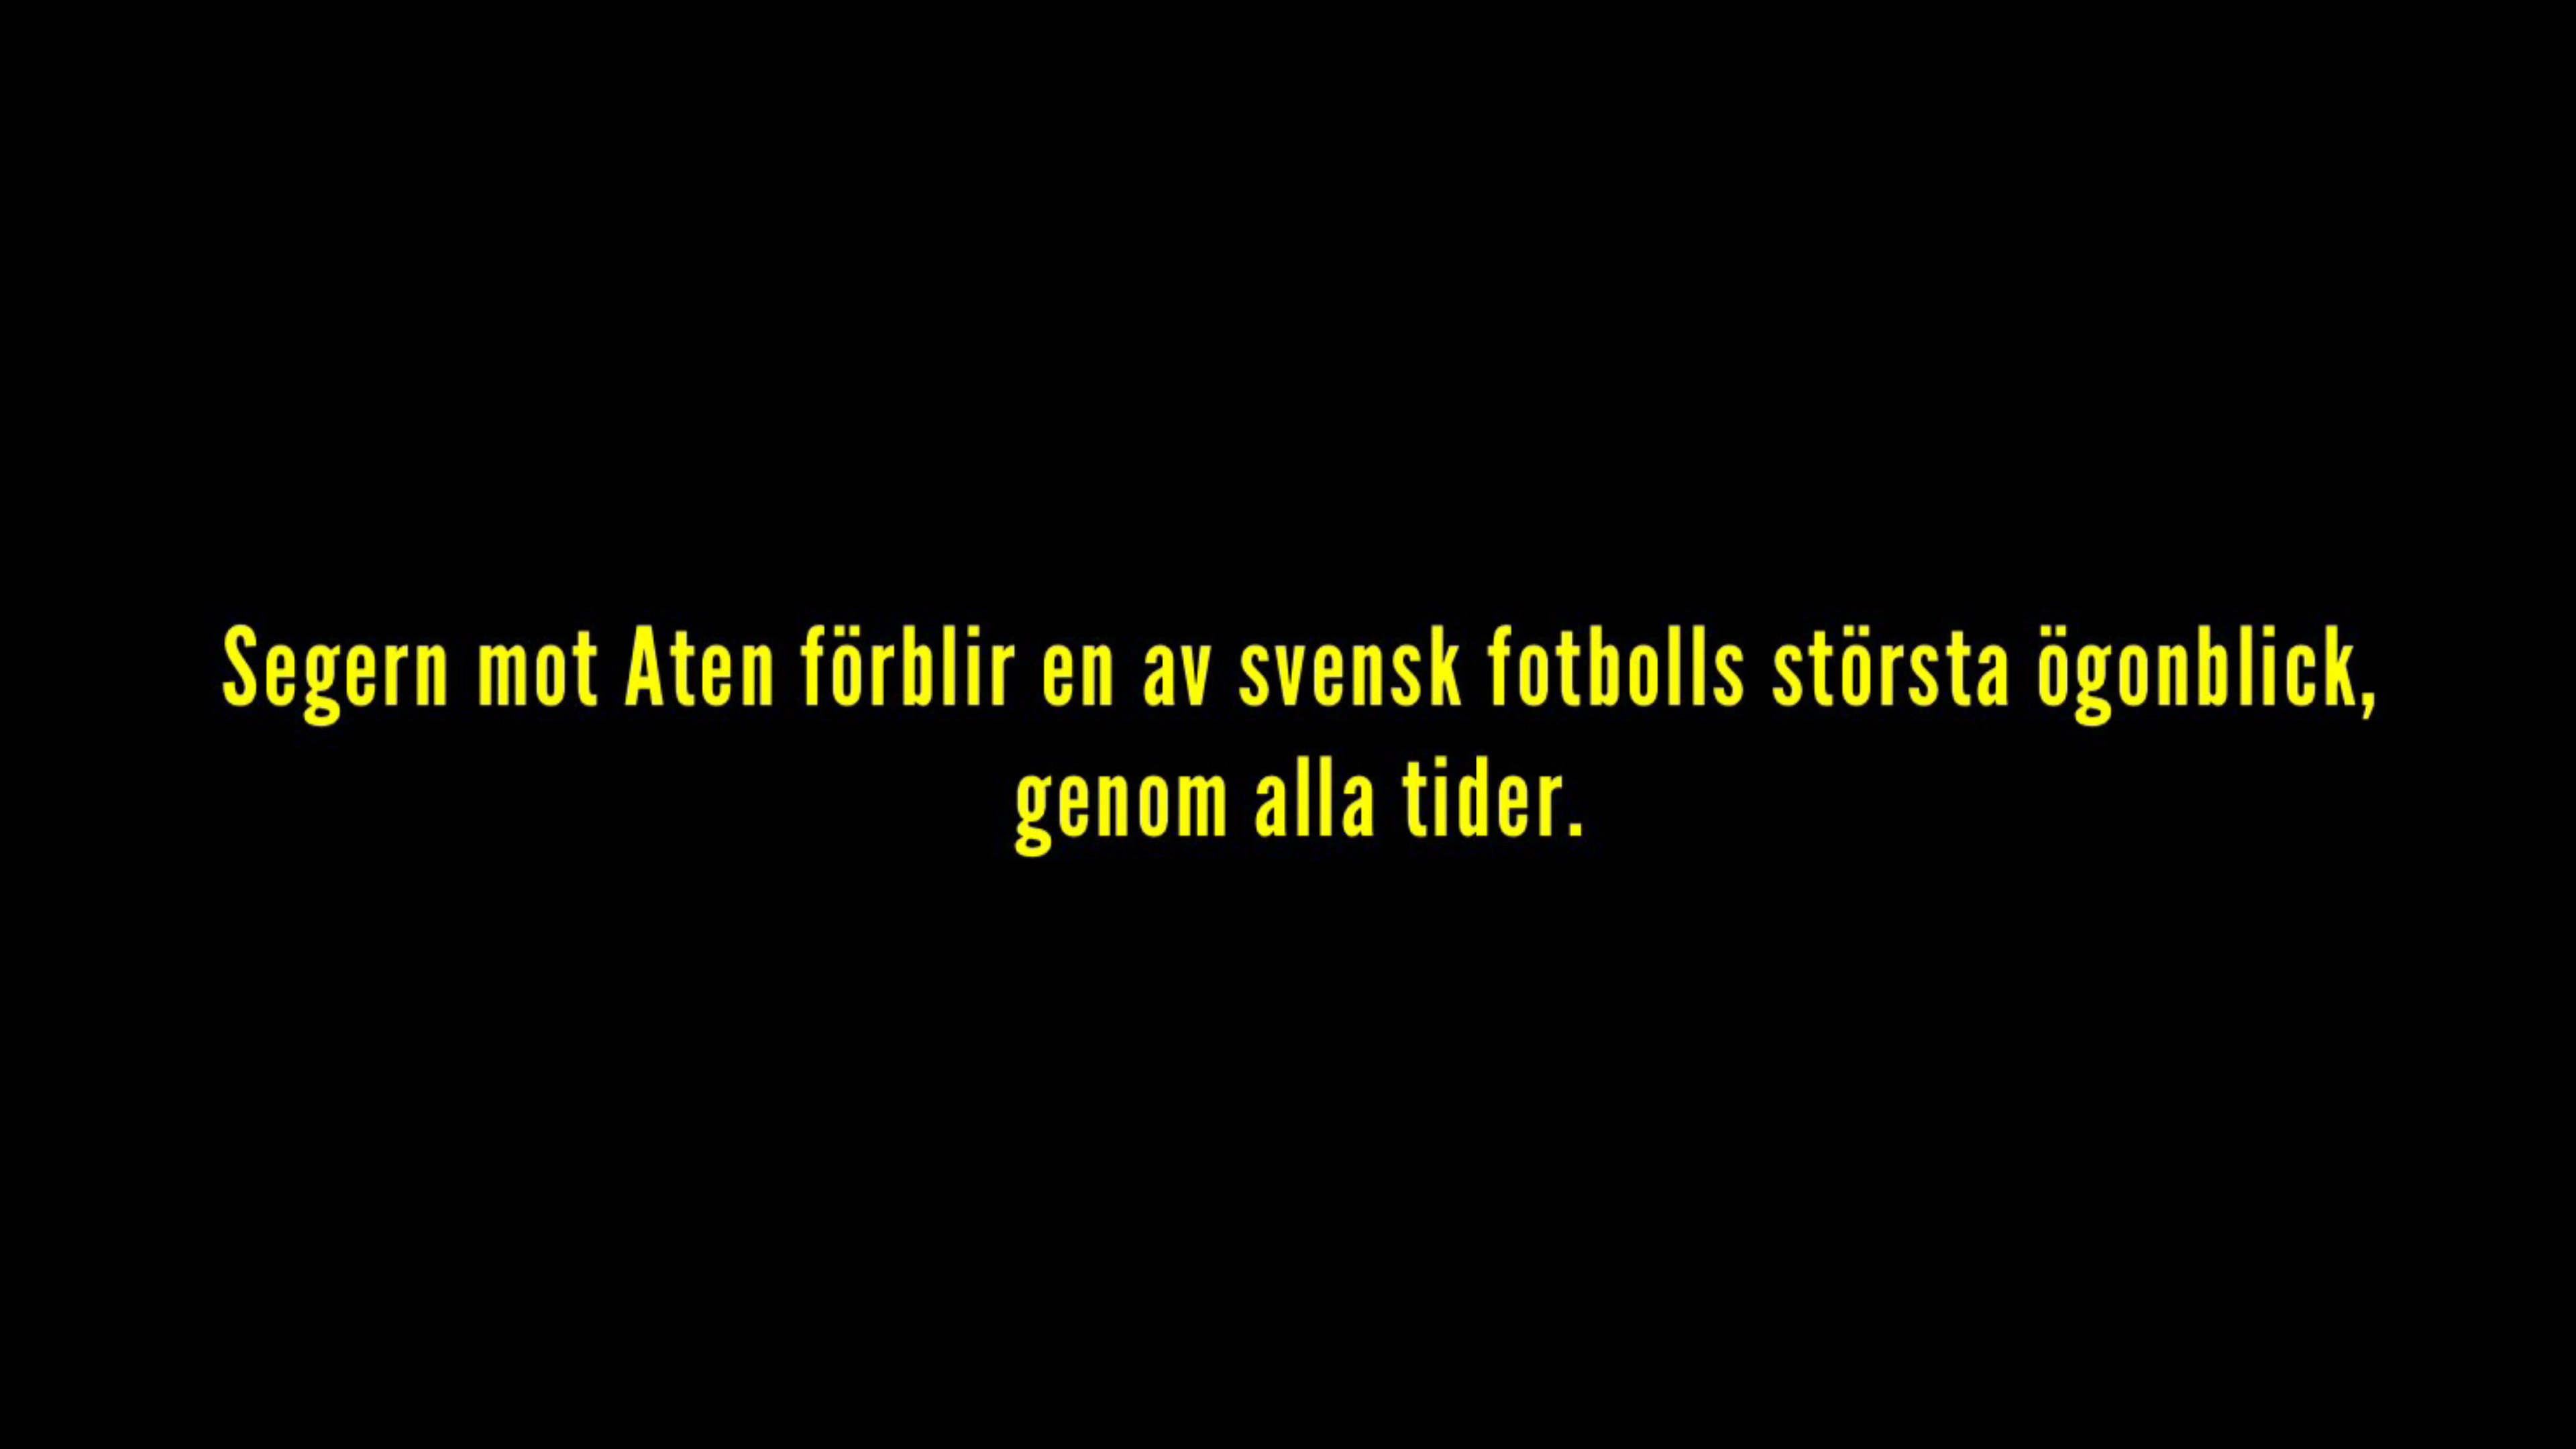 Segern mot Aten förblir en av svensk fotbolls största ögonblick,
genom alla tider.